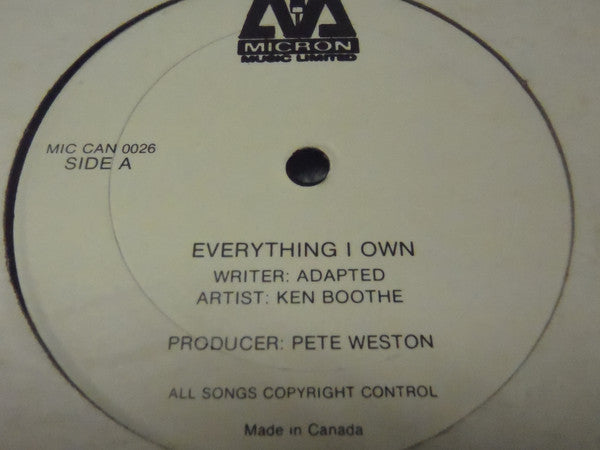 MICRON
MUSIC LIMITED
MIC CAN 0026
SIDE A
EVERYTHING I OWN
WRITER: ADAPTED
ARTIST: KEN BOOTHE
PRODUCER: PETE WESTON
ALL SONGS COPYRIGHT CONTROL
Made in Canada